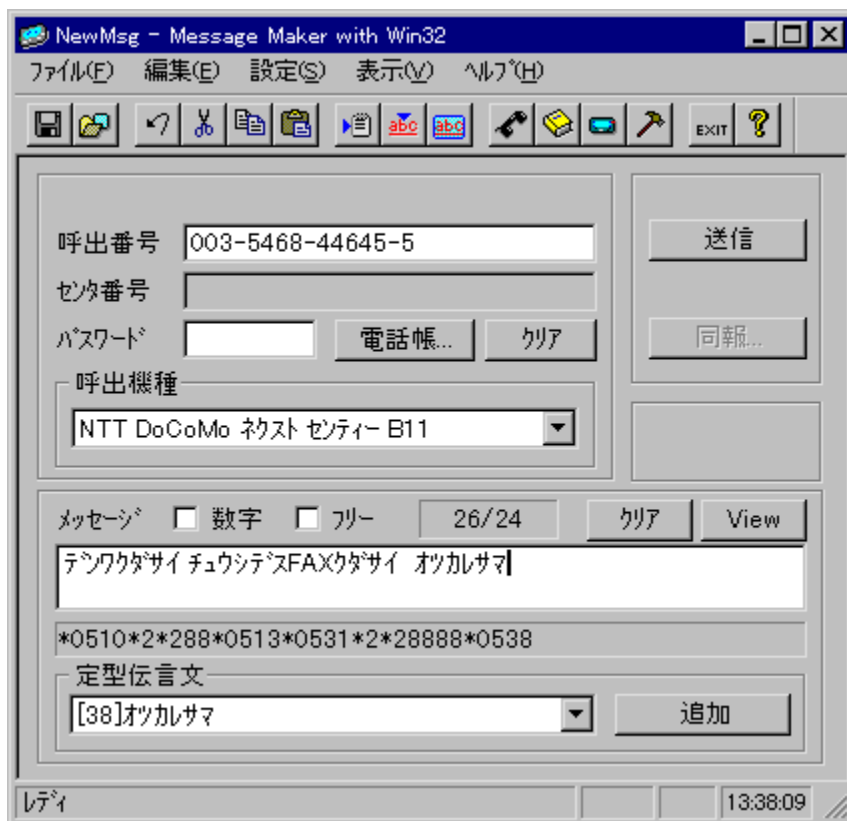 NewMsg - Message Maker with Win32
ﾌｧｲﾙ(F) 編集(E) 設定(S) 表示(V) ﾍﾙﾌﾟ(H)
abc abc EXIT ?
呼出番号 003-5468-44645-5 送信
ｾﾝﾀ番号
ﾊﾟｽﾜｰﾄﾞ 電話帳... ｸﾘｱ 同報...
呼出機種
NTT DoCoMo ﾈｸｽﾄ ｾﾝﾃｨｰ B11
ﾒｯｾｰｼﾞ 数字 ﾌﾘｰ 26/24 ｸﾘｱ View
ﾃﾞﾝﾜｸﾀﾞｻｲ ﾁｭｳｼﾃﾞｽFAXｸﾀﾞｻｲ ｵﾂｶﾚｻﾏ
*0510*2*288*0513*0531*2*28888*0538
定型伝言文
[38]ｵﾂｶﾚｻﾏ 追加
ﾚﾃﾞｨ 13:38:09